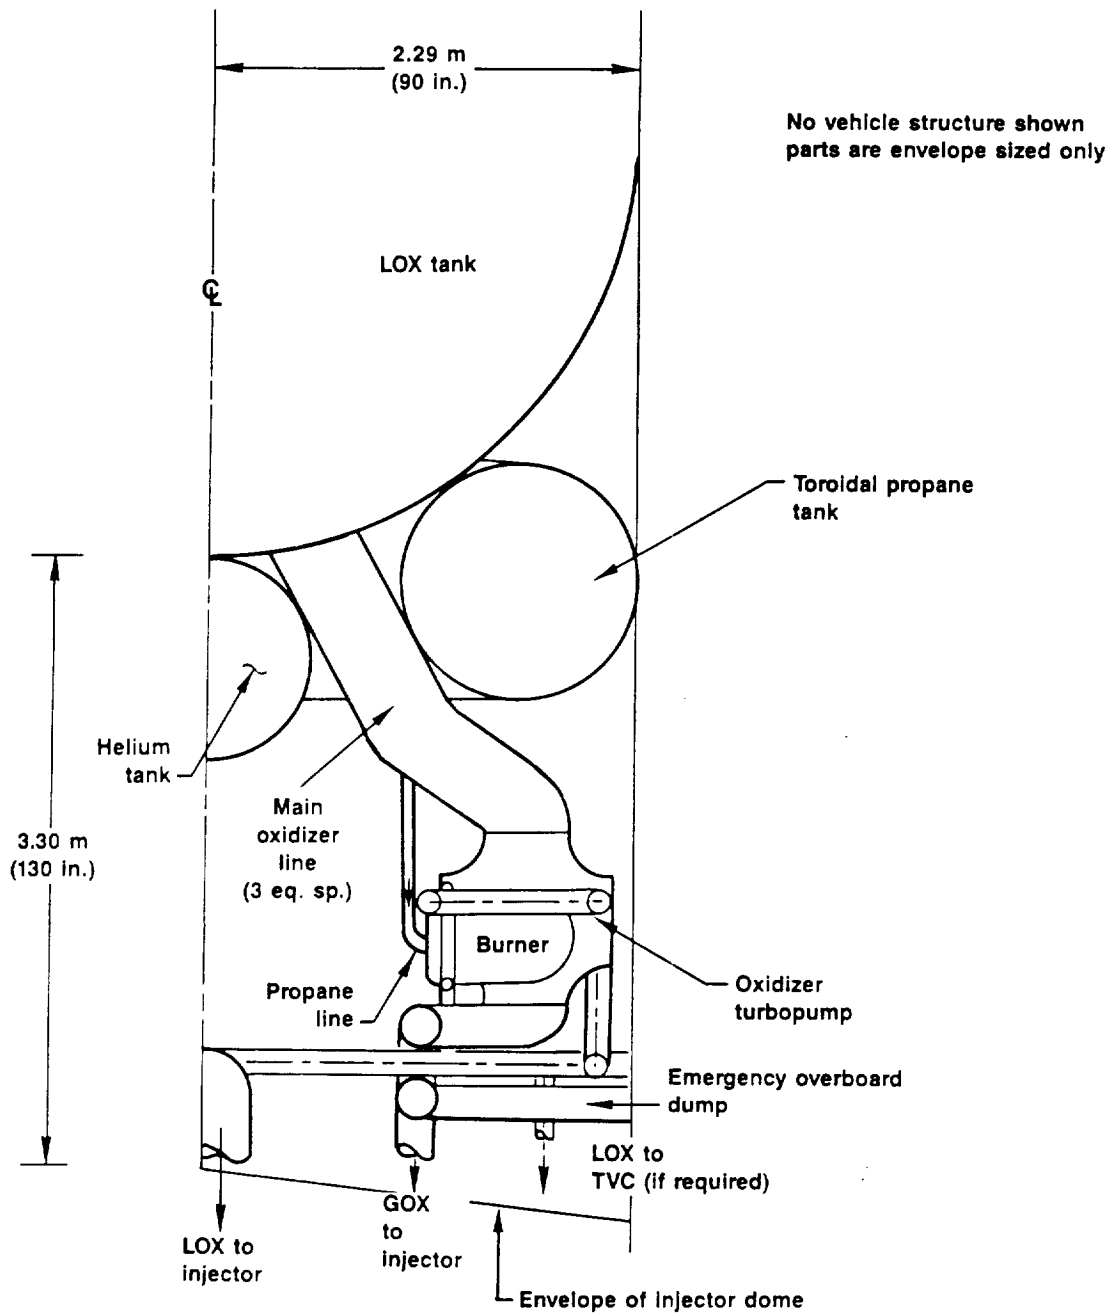 2.29 m
(90 in.)
No vehicle structure shown
parts are envelope sized only
LOX tank
℄
Toroidal propane
tank
Helium
tank
Main
oxidizer
line
(3 eq. sp.)
3.30 m
(130 in.)
Burner
Propane
line
Oxidizer
turbopump
Emergency overboard
dump
LOX to
TVC (if required)
GOX
to
injector
LOX to
injector
Envelope of injector dome